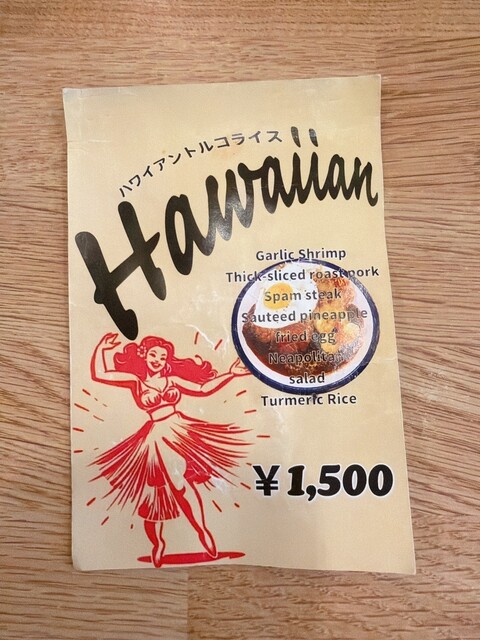 ハワイアントルコライス
Hawaiian
Garlic Shrimp
Thick-sliced roast pork
Spam steak
Sauteed pineapple
fried egg
Neapolitan
salad
Turmeric Rice
¥1,500